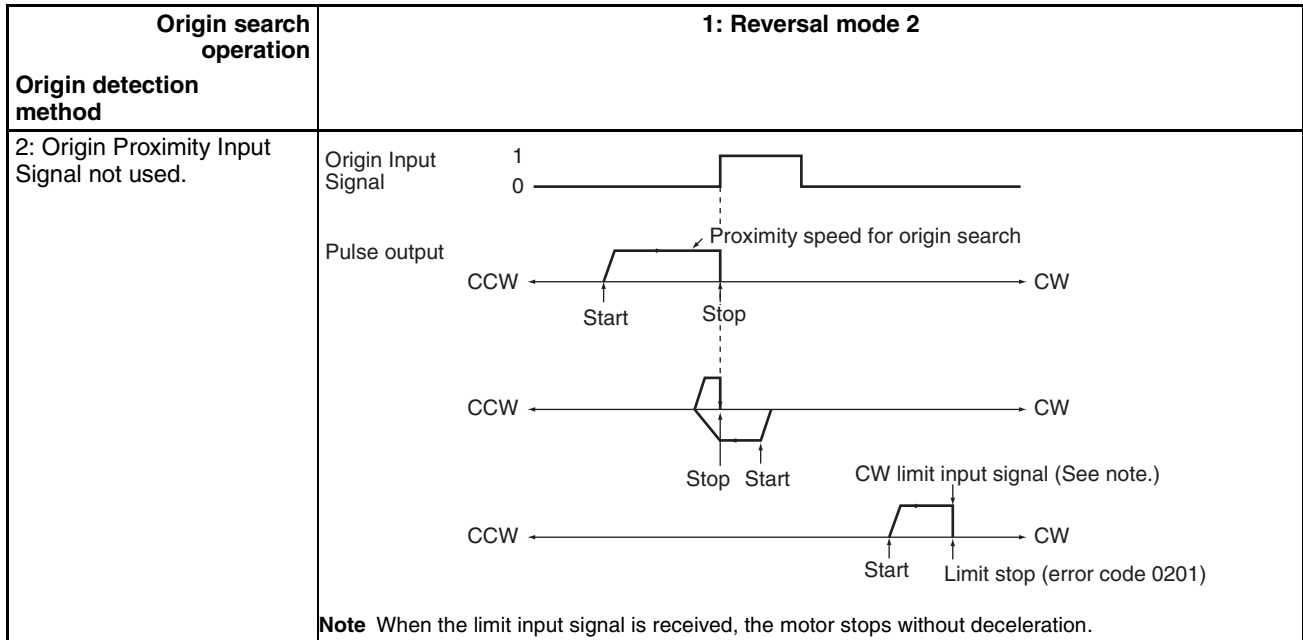 Origin search
operation
Origin detection
method
1: Reversal mode 2
2: Origin Proximity Input
Signal not used.
Origin Input
Signal
1
0
Pulse output
Proximity speed for origin search
CCW
CW
Start
Stop
CCW
CW
Stop
Start
CW limit input signal (See note.)
CCW
CW
Start
Limit stop (error code 0201)
Note When the limit input signal is received, the motor stops without deceleration.